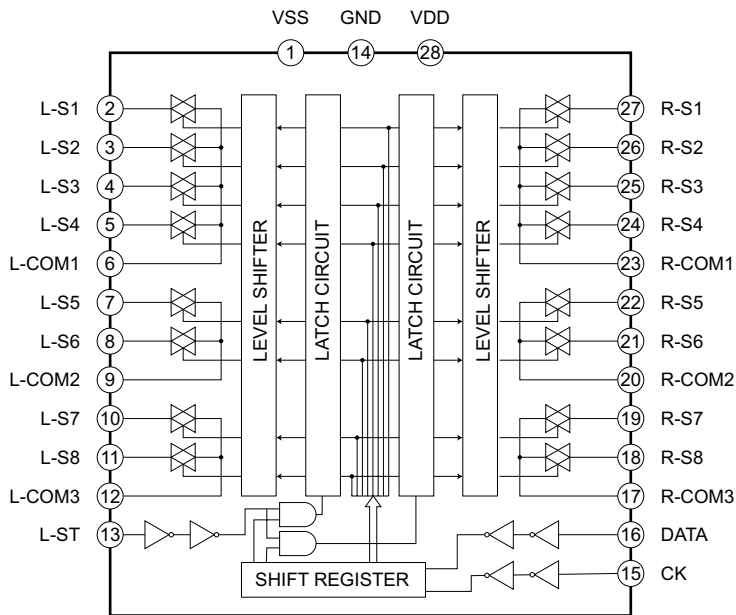 VSS GND VDD
1 14 28
L-S1 2 27 R-S1
L-S2 3 26 R-S2
L-S3 4 25 R-S3
L-S4 5 24 R-S4
L-COM1 6 23 R-COM1
L-S5 7 22 R-S5
L-S6 8 21 R-S6
L-COM2 9 20 R-COM2
L-S7 10 19 R-S7
L-S8 11 18 R-S8
L-COM3 12 17 R-COM3
L-ST 13 16 DATA
15 CK
LEVEL SHIFTER
LATCH CIRCUIT
LATCH CIRCUIT
LEVEL SHIFTER
SHIFT REGISTER